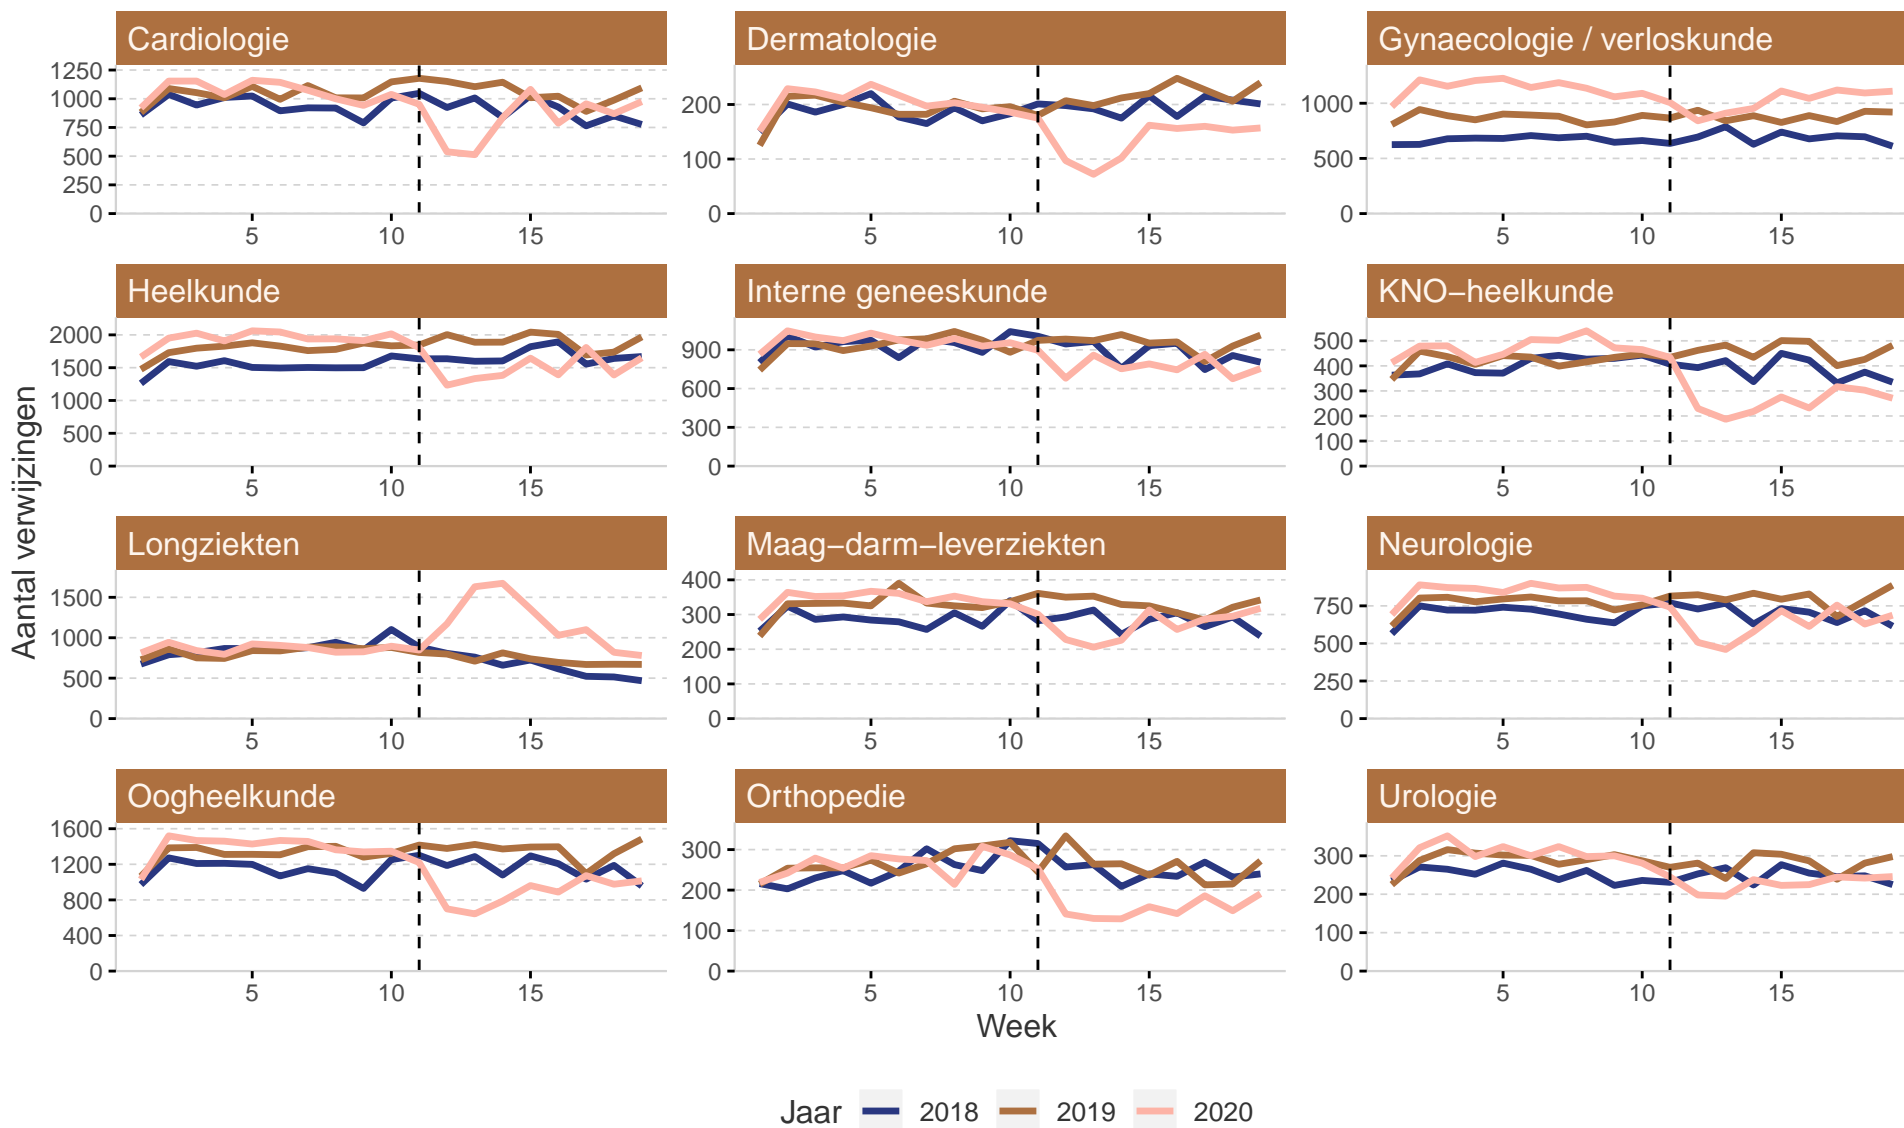 Cardiologie
Dermatologie
Gynaecologie / verloskunde
1250
1000
750
500
250
0
200
100
0
1000
500
0
5 10 15
5 10 15
5 10 15
Heelkunde
Interne geneeskunde
KNO−heelkunde
2000
1500
1000
500
0
900
600
300
0
500
400
300
200
100
0
5 10 15
5 10 15
5 10 15
Aantal verwijzingen
Longziekten
Maag−darm−leverziekten
Neurologie
1500
1000
500
0
400
300
200
100
0
750
500
250
0
5 10 15
5 10 15
5 10 15
Oogheelkunde
Orthopedie
Urologie
1600
1200
800
400
0
300
200
100
0
300
200
100
0
5 10 15
5 10 15
5 10 15
Week
Jaar 2018 2019 2020